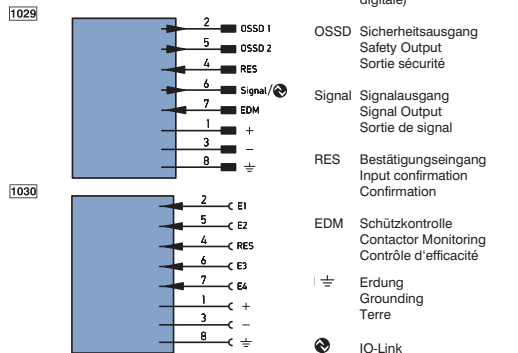 digitale)
1029
2 OSSD 1
5 OSSD 2
4 RES
6 Signal/
7 EDM
1 +
3 −
8
1030
2 E1
5 E2
4 RES
6 E3
7 E4
1 +
3 −
8
OSSD Sicherheitsausgang
Safety Output
Sortie sécurité
Signal Signalausgang
Signal Output
Sortie de signal
RES Bestätigungseingang
Input confirmation
Confirmation
EDM Schützkontrolle
Contactor Monitoring
Contrôle d'efficacité
Erdung
Grounding
Terre
IO-Link